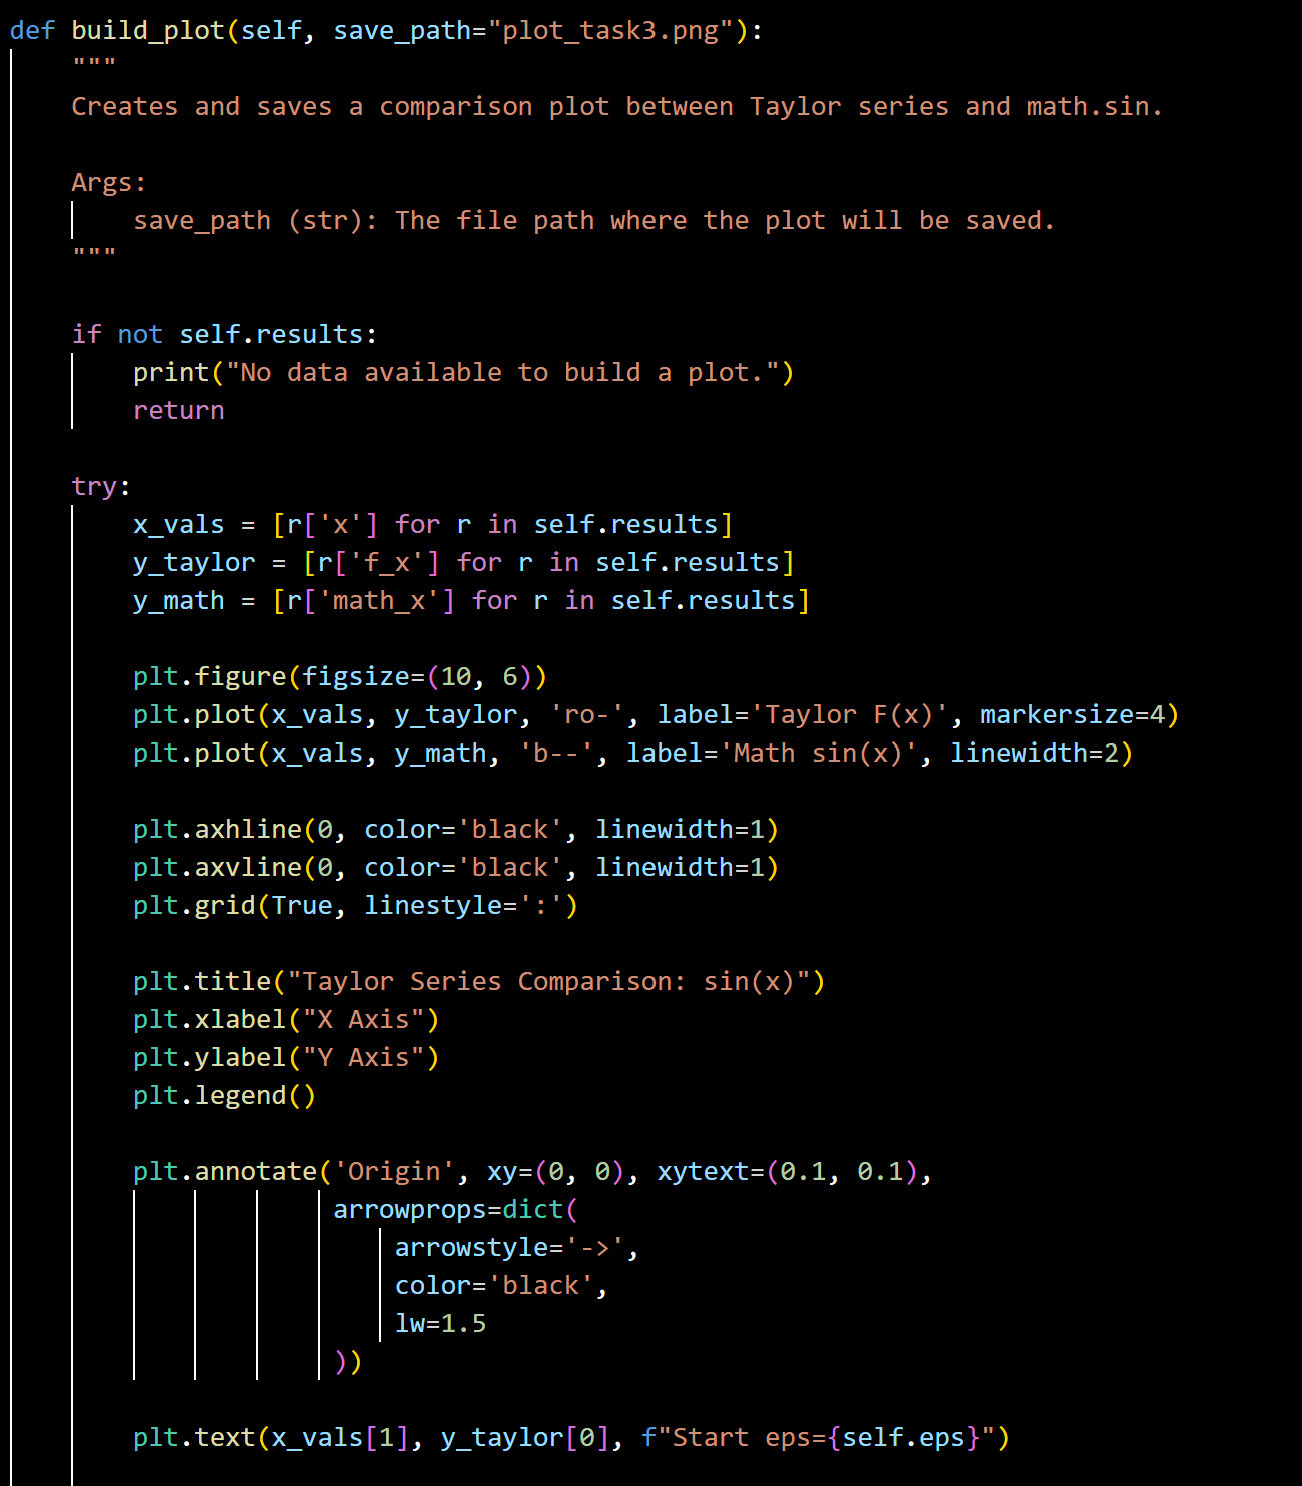 def build_plot(self, save_path="plot_task3.png"):
    """
    Creates and saves a comparison plot between Taylor series and math.sin.

    Args:
        save_path (str): The file path where the plot will be saved.
    """

    if not self.results:
        print("No data available to build a plot.")
        return

    try:
        x_vals = [r['x'] for r in self.results]
        y_taylor = [r['f_x'] for r in self.results]
        y_math = [r['math_x'] for r in self.results]

        plt.figure(figsize=(10, 6))
        plt.plot(x_vals, y_taylor, 'ro-', label='Taylor F(x)', markersize=4)
        plt.plot(x_vals, y_math, 'b--', label='Math sin(x)', linewidth=2)

        plt.axhline(0, color='black', linewidth=1)
        plt.axvline(0, color='black', linewidth=1)
        plt.grid(True, linestyle=':')

        plt.title("Taylor Series Comparison: sin(x)")
        plt.xlabel("X Axis")
        plt.ylabel("Y Axis")
        plt.legend()

        plt.annotate('Origin', xy=(0, 0), xytext=(0.1, 0.1),
                     arrowprops=dict(
                         arrowstyle='->',
                         color='black',
                         lw=1.5
                     ))

        plt.text(x_vals[1], y_taylor[0], f"Start eps={self.eps}")